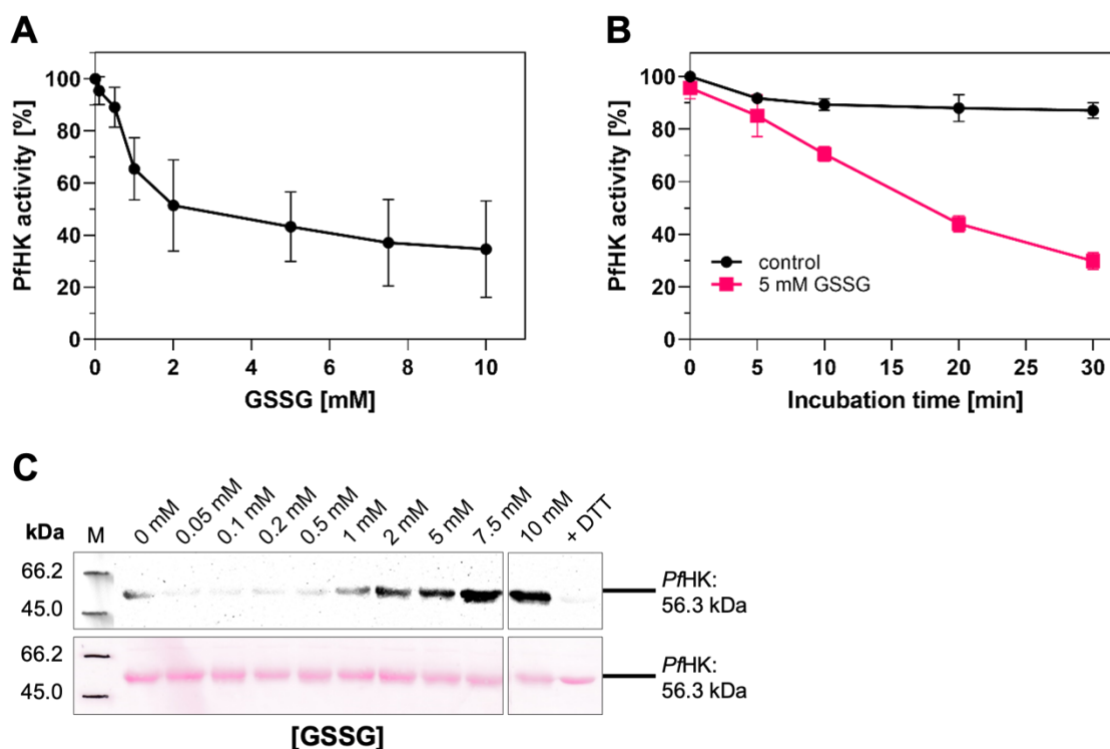 A
PfHK activity [%]
100
80
60
40
20
0
0 2 4 6 8 10
GSSG [mM]
B
PfHK activity [%]
100
80
60
40
20
0
control
5 mM GSSG
0 5 10 15 20 25 30
Incubation time [min]
C
kDa M 0 mM 0.05 mM 0.1 mM 0.2 mM 0.5 mM 1 mM 2 mM 5 mM 7.5 mM 10 mM + DTT
66.2
45.0
PfHK:
56.3 kDa
66.2
45.0
PfHK:
56.3 kDa
[GSSG]